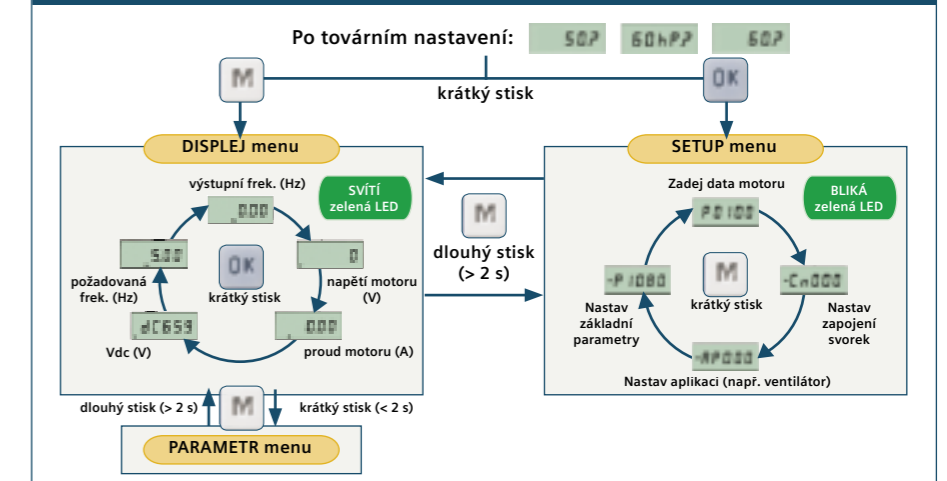 Po továrním nastavení: 50? 60hP? 60?
M
krátký stisk
OK
DISPLEJ menu
výstupní frek. (Hz)
SVÍTÍ
zelená LED
0.00
5.00
0
OK
krátký stisk
požadovaná
frek. (Hz)
napětí motoru
(V)
dC659
0.00
Vdc (V)
proud motoru (A)
M
dlouhý stisk
(> 2 s)
SETUP menu
Zadej data motoru
BLIKÁ
zelená LED
P0100
-P1080
M
krátký stisk
-Cn000
Nastav
základní
parametry
Nastav
zapojení
svorek
-AP000
Nastav aplikaci (např. ventilátor)
dlouhý stisk (> 2 s)
M
krátký stisk (< 2 s)
PARAMETR menu